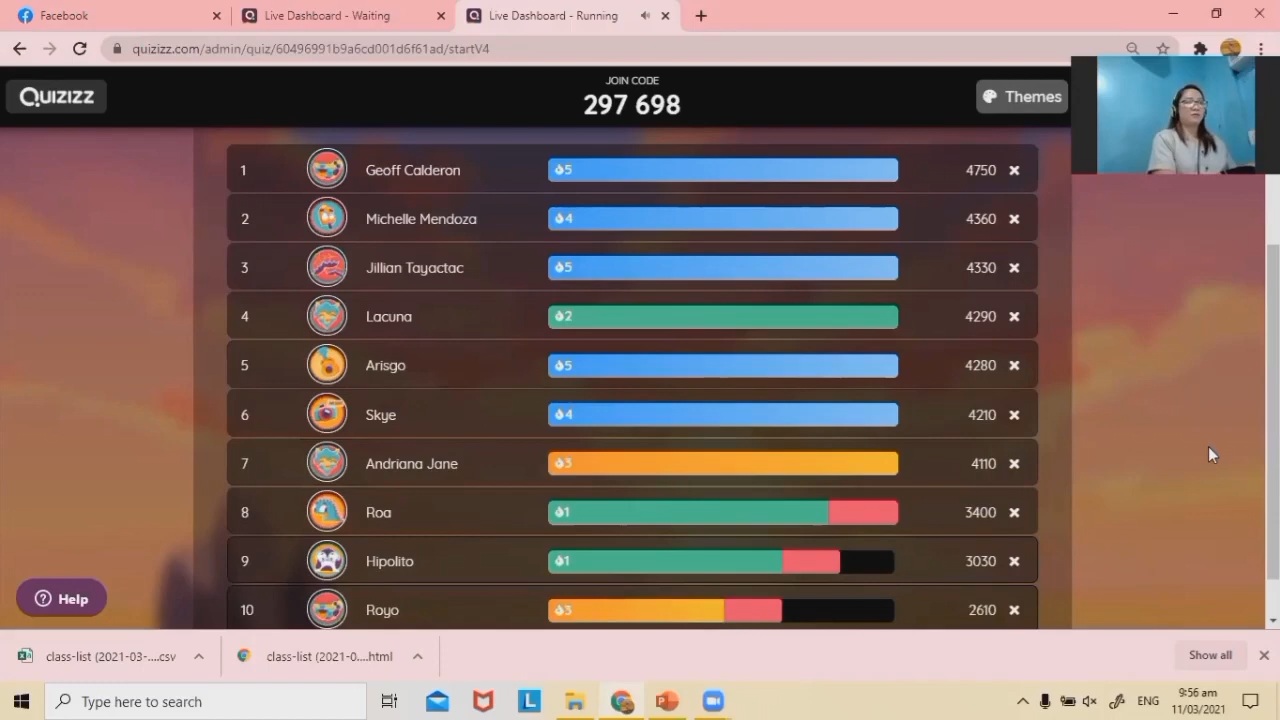 Facebook
Live Dashboard - Waiting
Live Dashboard - Running
quizizz.com/admin/quiz/60496991b9a6cd001d6f61ad/startV4
Quizizz
JOIN CODE
297 698
Themes
1 Geoff Calderon 5 4750
2 Michelle Mendoza 4 4360
3 Jillian Tayactac 5 4330
4 Lacuna 2 4290
5 Arisgo 5 4280
6 Skye 4 4210
7 Andriana Jane 3 4110
8 Roa 1 3400
9 Hipolito 1 3030
10 Royo 3 2610
Help
class-list (2021-03-....csv
class-list (2021-0....html
Show all
Type here to search
ENG
9:56 am
11/03/2021